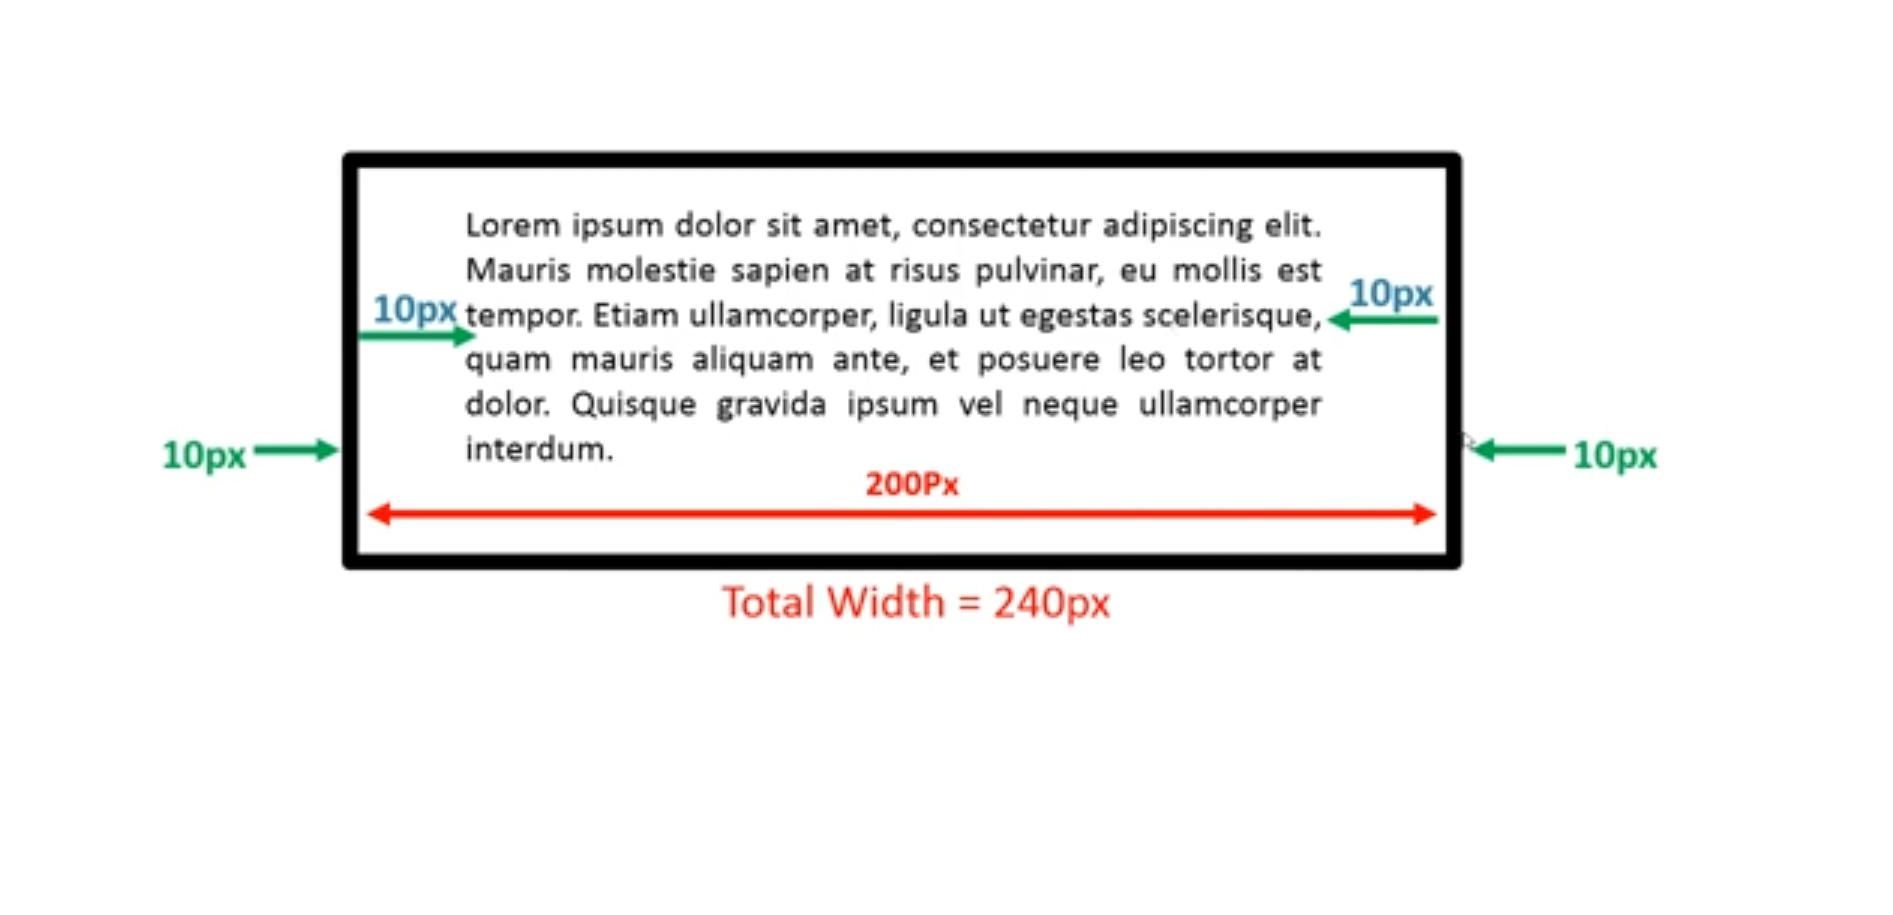 Lorem ipsum dolor sit amet, consectetur adipiscing elit.
Mauris molestie sapien at risus pulvinar, eu mollis est
10px tempor. Etiam ullamcorper, ligula ut egestas scelerisque, 10px
quam mauris aliquam ante, et posuere leo tortor at
dolor. Quisque gravida ipsum vel neque ullamcorper
10px interdum. 10px
200Px
Total Width = 240px